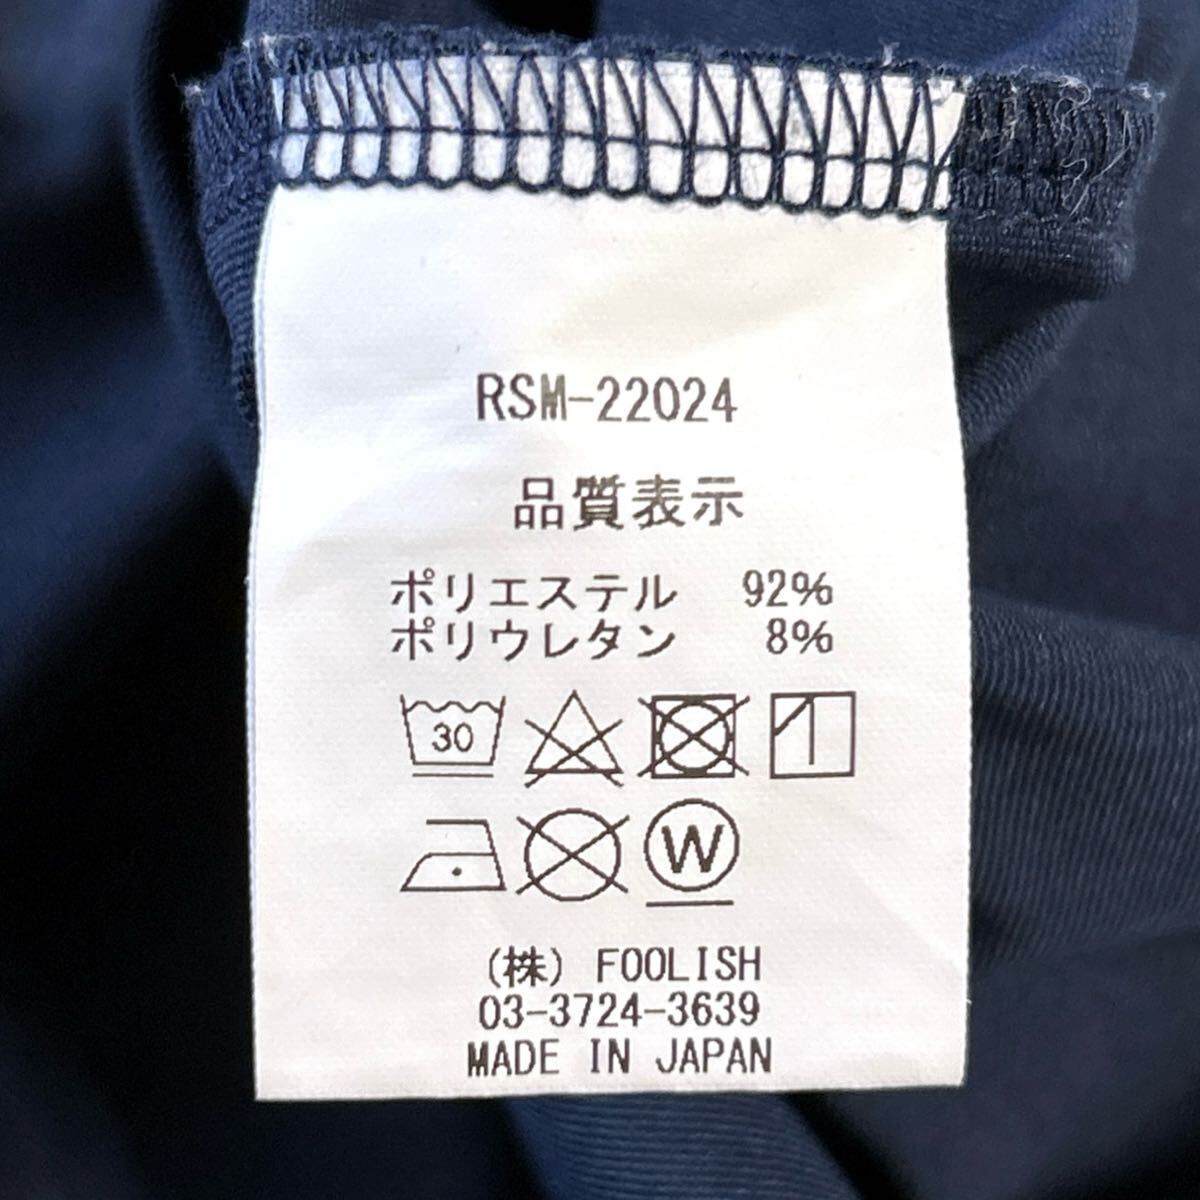 RSM-22024
品質表示
ポリエステル 92%
ポリウレタン 8%
30
W
(株) FOOLISH
03-3724-3639
MADE IN JAPAN